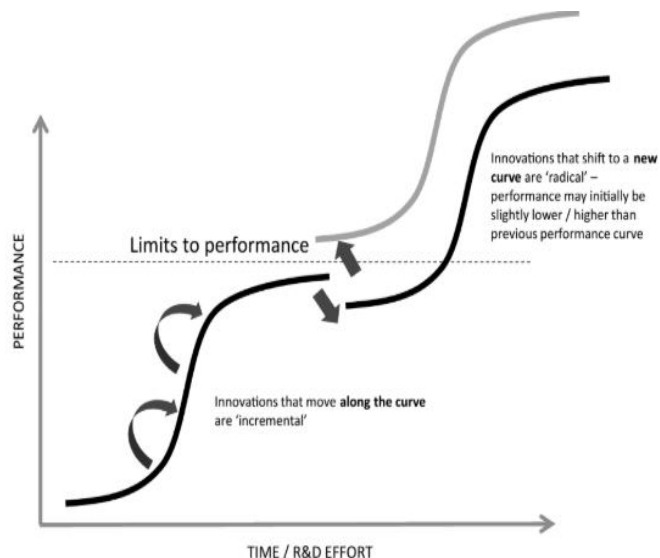 Innovations that shift to a new
curve are 'radical' –
performance may initially be
slightly lower / higher than
previous performance curve
Limits to performance
PERFORMANCE
Innovations that move along the curve
are 'incremental'
TIME / R&D EFFORT